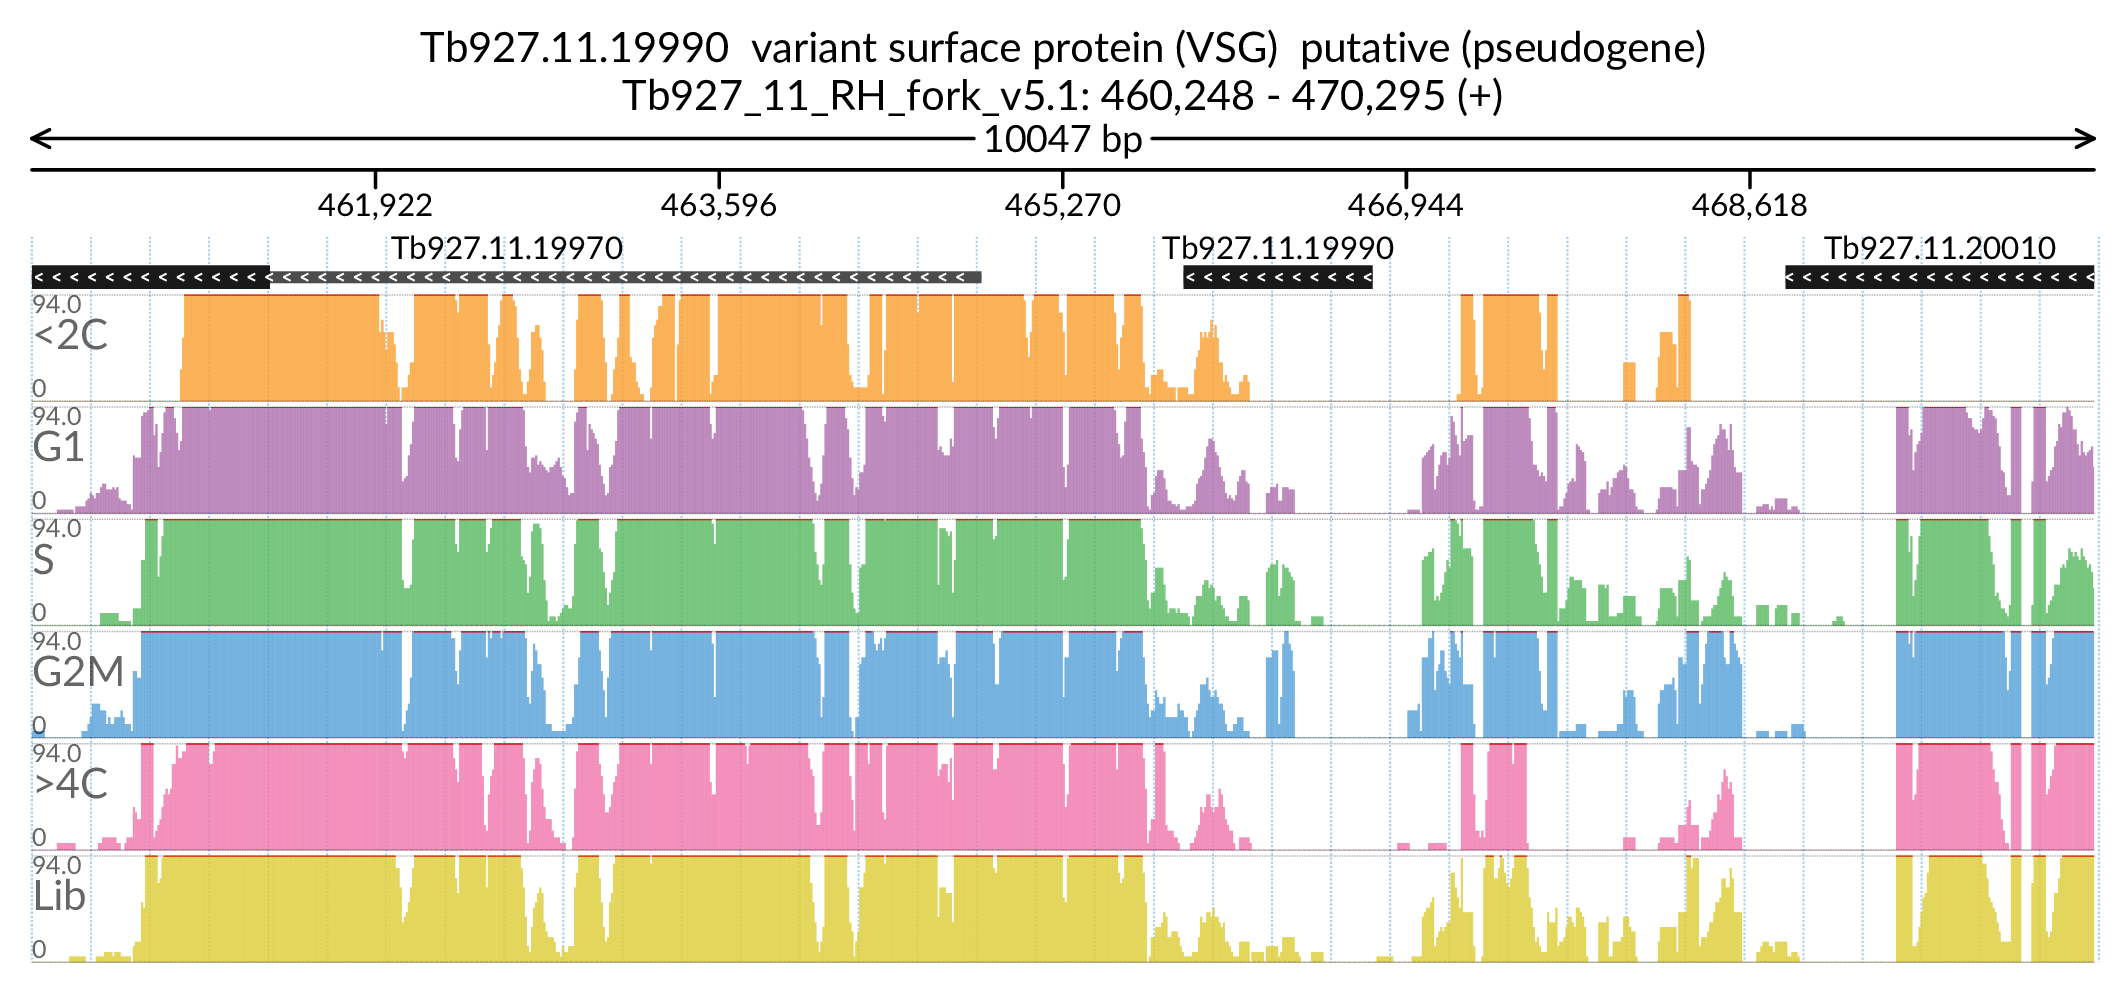 Tb927.11.19990  variant surface protein (VSG)  putative (pseudogene)
Tb927_11_RH_fork_v5.1: 460,248 - 470,295 (+)
10047 bp
461,922 463,596 465,270 466,944 468,618
Tb927.11.19970 Tb927.11.19990 Tb927.11.20010
94.0
<2C
0
94.0
G1
0
94.0
S
0
94.0
G2M
0
94.0
>4C
0
94.0
Lib
0